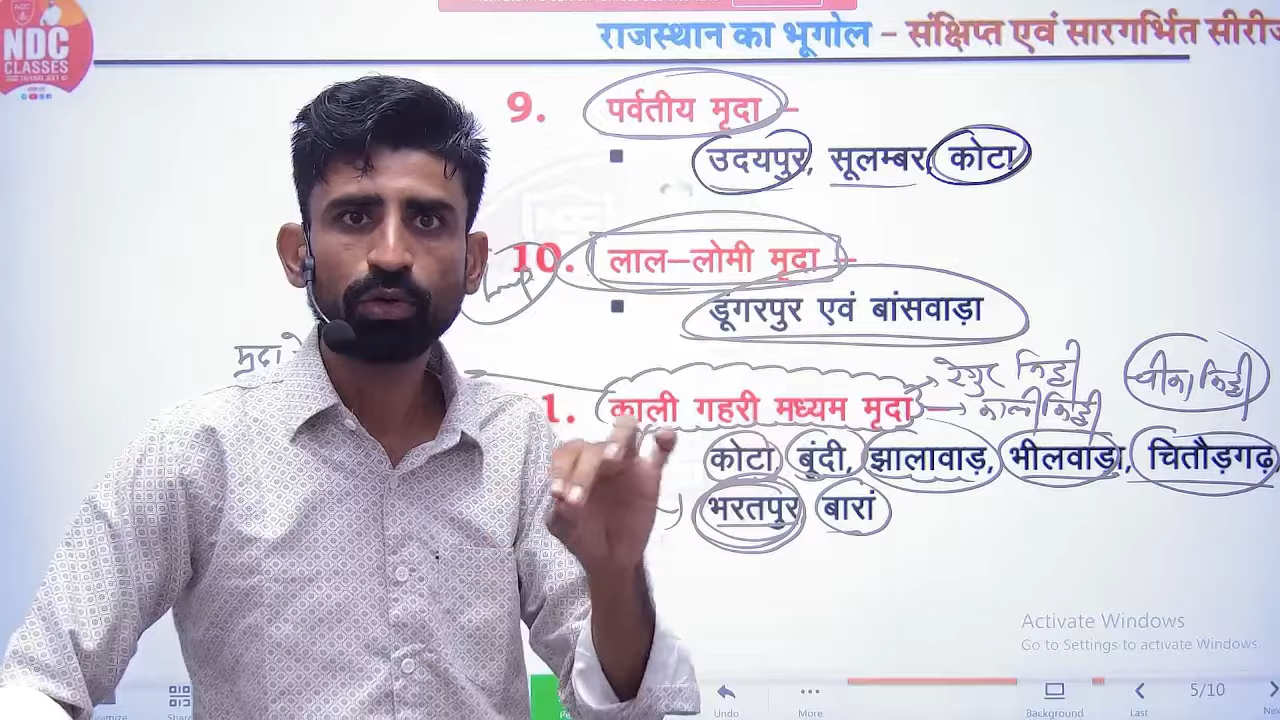 राजस्थान का भूगोल – संक्षिप्त एवं सारगर्भित सीरीज
NDC
CLASSES
9. पर्वतीय मृदा –
उदयपुर, सूलम्बर, कोटा
10. लाल–लोमी मृदा –
डूंगरपुर एवं बांसवाड़ा
रेगुर मिट्टी
चीका मिट्टी
मृदा
1. काली गहरी मध्यम मृदा –
काली मिट्टी
कोटा, बूंदी, झालावाड़, भीलवाड़ा, चितौड़गढ़
भरतपुर, बारां
Activate Windows
Go to Settings to activate Windows.
Undo
More
Background
Last
5/10